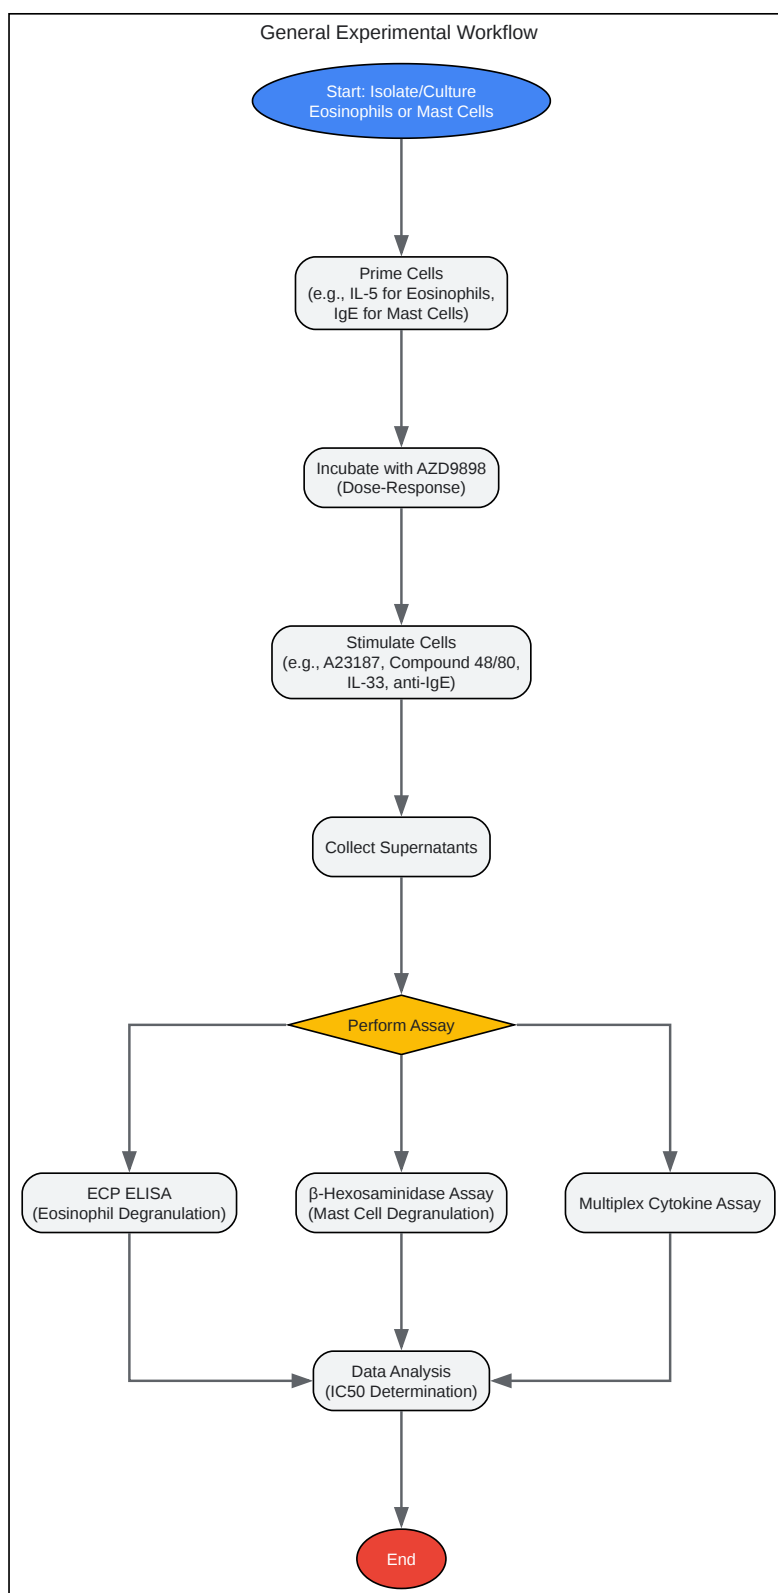 General Experimental Workflow
Start: Isolate/Culture
Eosinophils or Mast Cells
Prime Cells
(e.g., IL-5 for Eosinophils,
IgE for Mast Cells)
Incubate with AZD9898
(Dose-Response)
Stimulate Cells
(e.g., A23187, Compound 48/80,
IL-33, anti-IgE)
Collect Supernatants
Perform Assay
ECP ELISA
(Eosinophil Degranulation)
β-Hexosaminidase Assay
(Mast Cell Degranulation)
Multiplex Cytokine Assay
Data Analysis
(IC50 Determination)
End